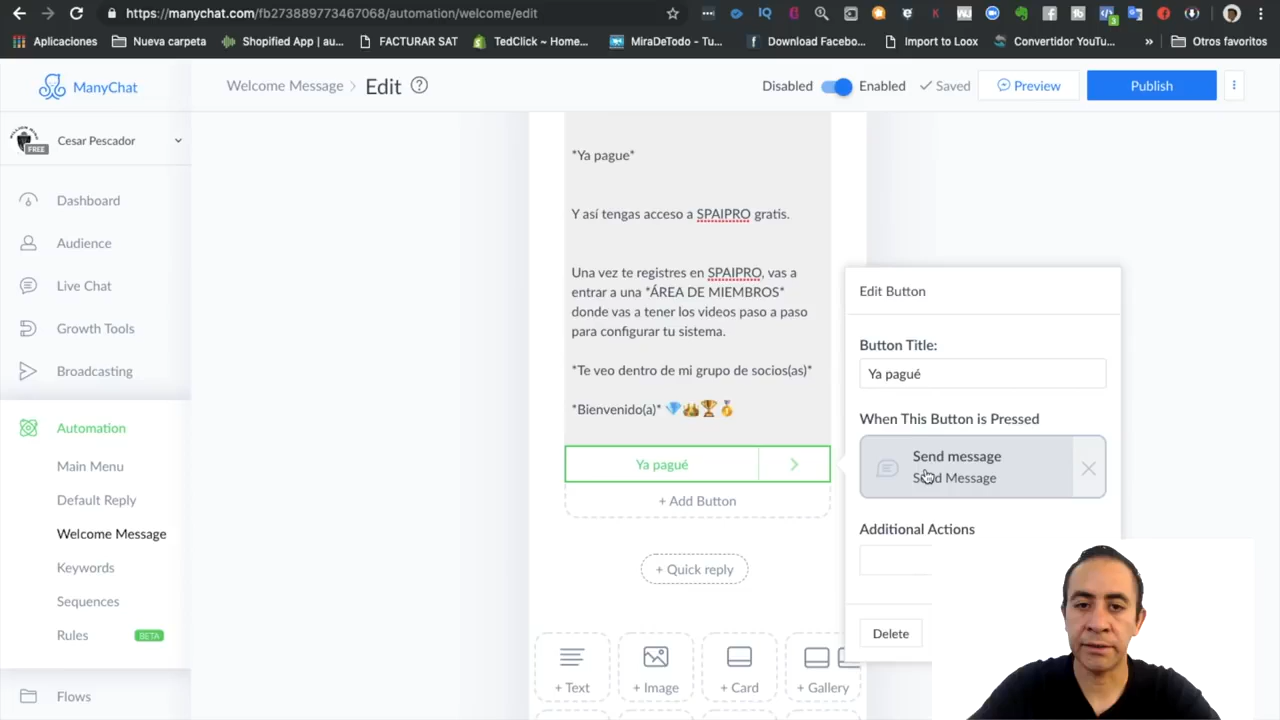 https://manychat.com/fb273889773467068/automation/welcome/edit
Aplicaciones
Nueva carpeta
Shopified App | au...
FACTURAR SAT
TedClick ~ Home...
MiraDeTodo - Tu...
Download Facebo...
Import to Loox
Convertidor YouTu...
»
Otros favoritos
ManyChat
Welcome Message > Edit
Disabled
Enabled
Saved
Preview
Publish
FREE
Cesar Pescador
Dashboard
Audience
Live Chat
Growth Tools
Broadcasting
Automation
Main Menu
Default Reply
Welcome Message
Keywords
Sequences
Rules
BETA
Flows
*Ya pague*
Y así tengas acceso a SPAIPRO gratis.
Una vez te registres en SPAIPRO, vas a
entrar a una *ÁREA DE MIEMBROS*
donde vas a tener los videos paso a paso
para configurar tu sistema.
*Te veo dentro de mi grupo de socios(as)*
*Bienvenido(a)* 💎👑🏆🥇
Ya pagué
+ Add Button
+ Quick reply
+ Text
+ Image
+ Card
+ Gallery
Edit Button
Button Title:
Ya pagué
When This Button is Pressed
Send message
Send Message
Additional Actions
Delete